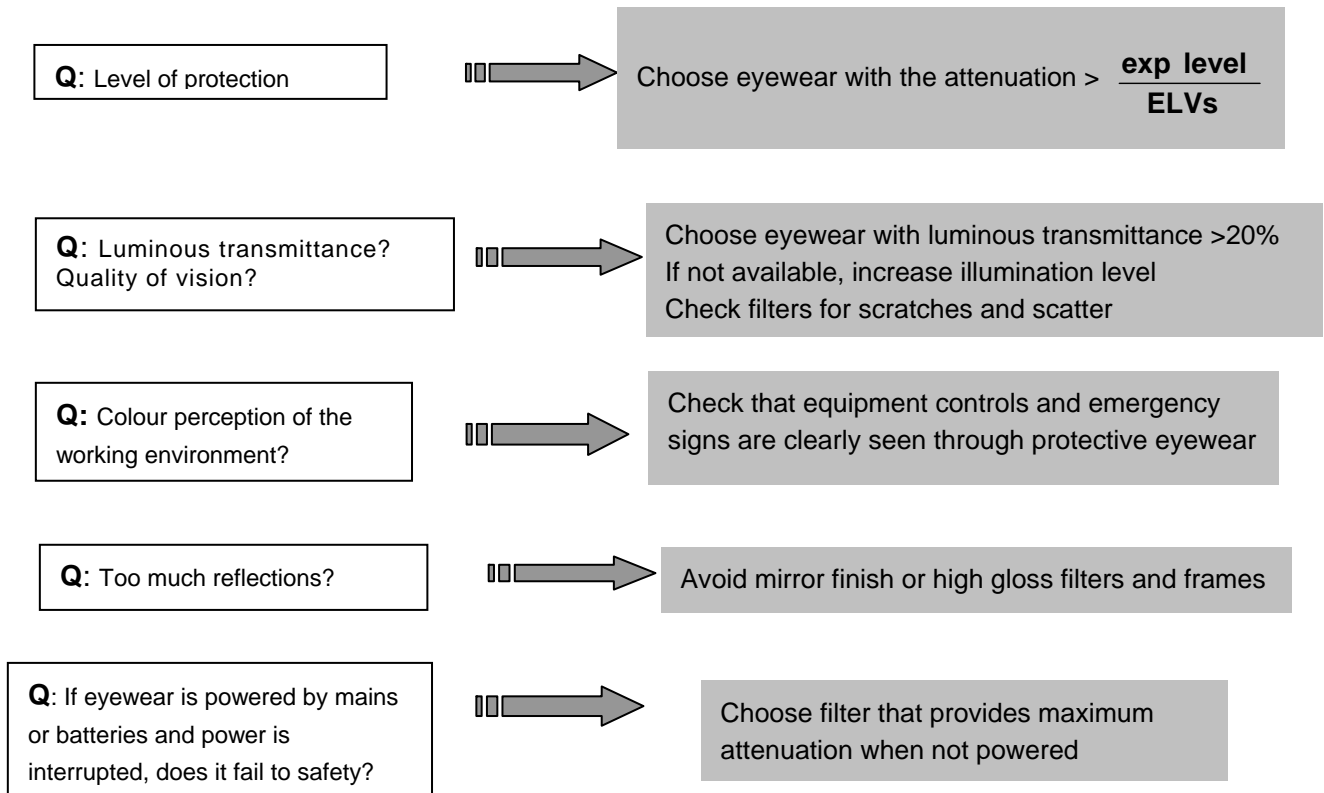 Q: Level of protection
Choose eyewear with the attenuation > exp level
ELVs
Q: Luminous transmittance?
Quality of vision?
Choose eyewear with luminous transmittance >20%
If not available, increase illumination level
Check filters for scratches and scatter
Q: Colour perception of the
working environment?
Check that equipment controls and emergency
signs are clearly seen through protective eyewear
Q: Too much reflections?
Avoid mirror finish or high gloss filters and frames
Q: If eyewear is powered by mains
or batteries and power is
interrupted, does it fail to safety?
Choose filter that provides maximum
attenuation when not powered